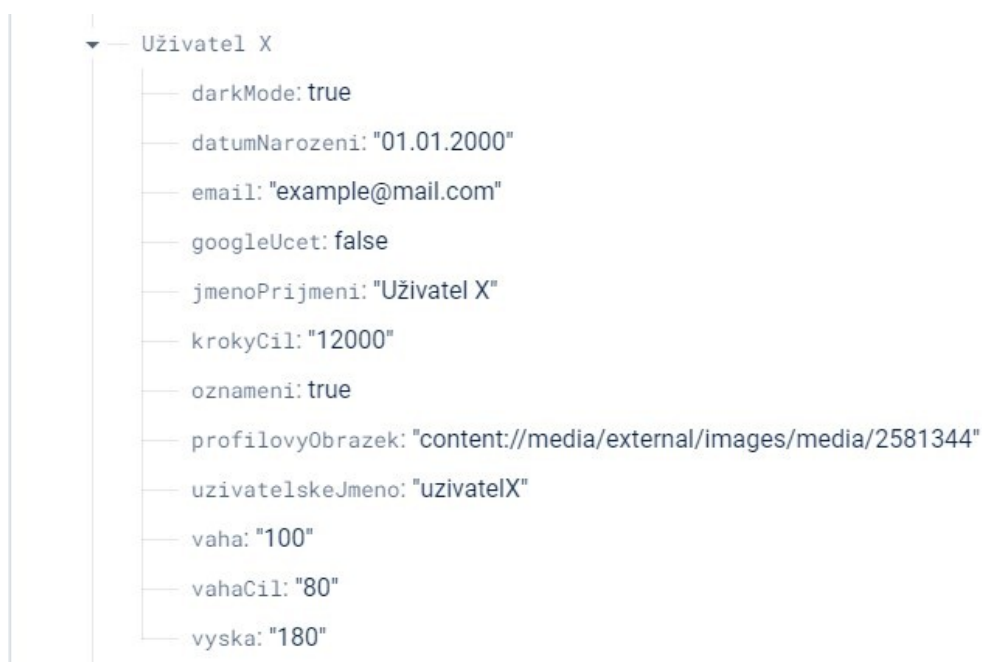 Uživatel X
darkMode: true
datumNarozeni: "01.01.2000"
email: "example@mail.com"
googleUcet: false
jmenoPrijmeni: "Uživatel X"
krokyCil: "12000"
oznameni: true
profilovyObrazek: "content://media/external/images/media/2581344"
uzivatelskeJmeno: "uzivatelX"
vaha: "100"
vahaCil: "80"
vyska: "180"